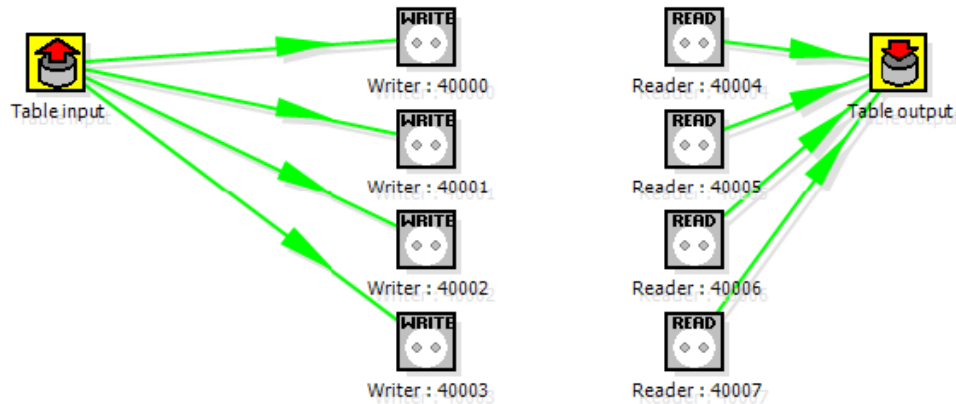 WRITE
READ
Writer : 40000
Reader : 40004
Table input
Table output
WRITE
READ
Writer : 40001
Reader : 40005
WRITE
READ
Writer : 40002
Reader : 40006
WRITE
READ
Writer : 40003
Reader : 40007